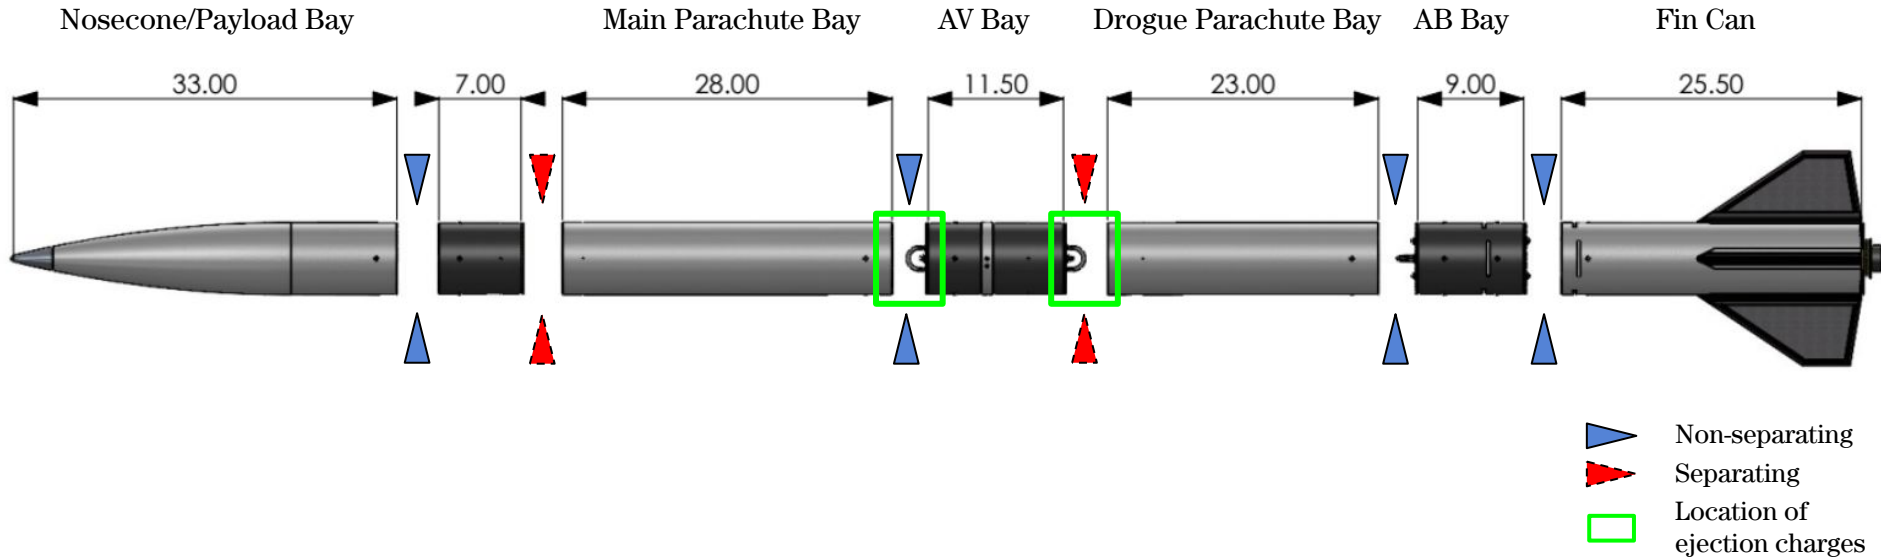 Nosecone/Payload Bay Main Parachute Bay AV Bay Drogue Parachute Bay AB Bay Fin Can
33.00 7.00 28.00 11.50 23.00 9.00 25.50
Non-separating
Separating
Location of
ejection charges